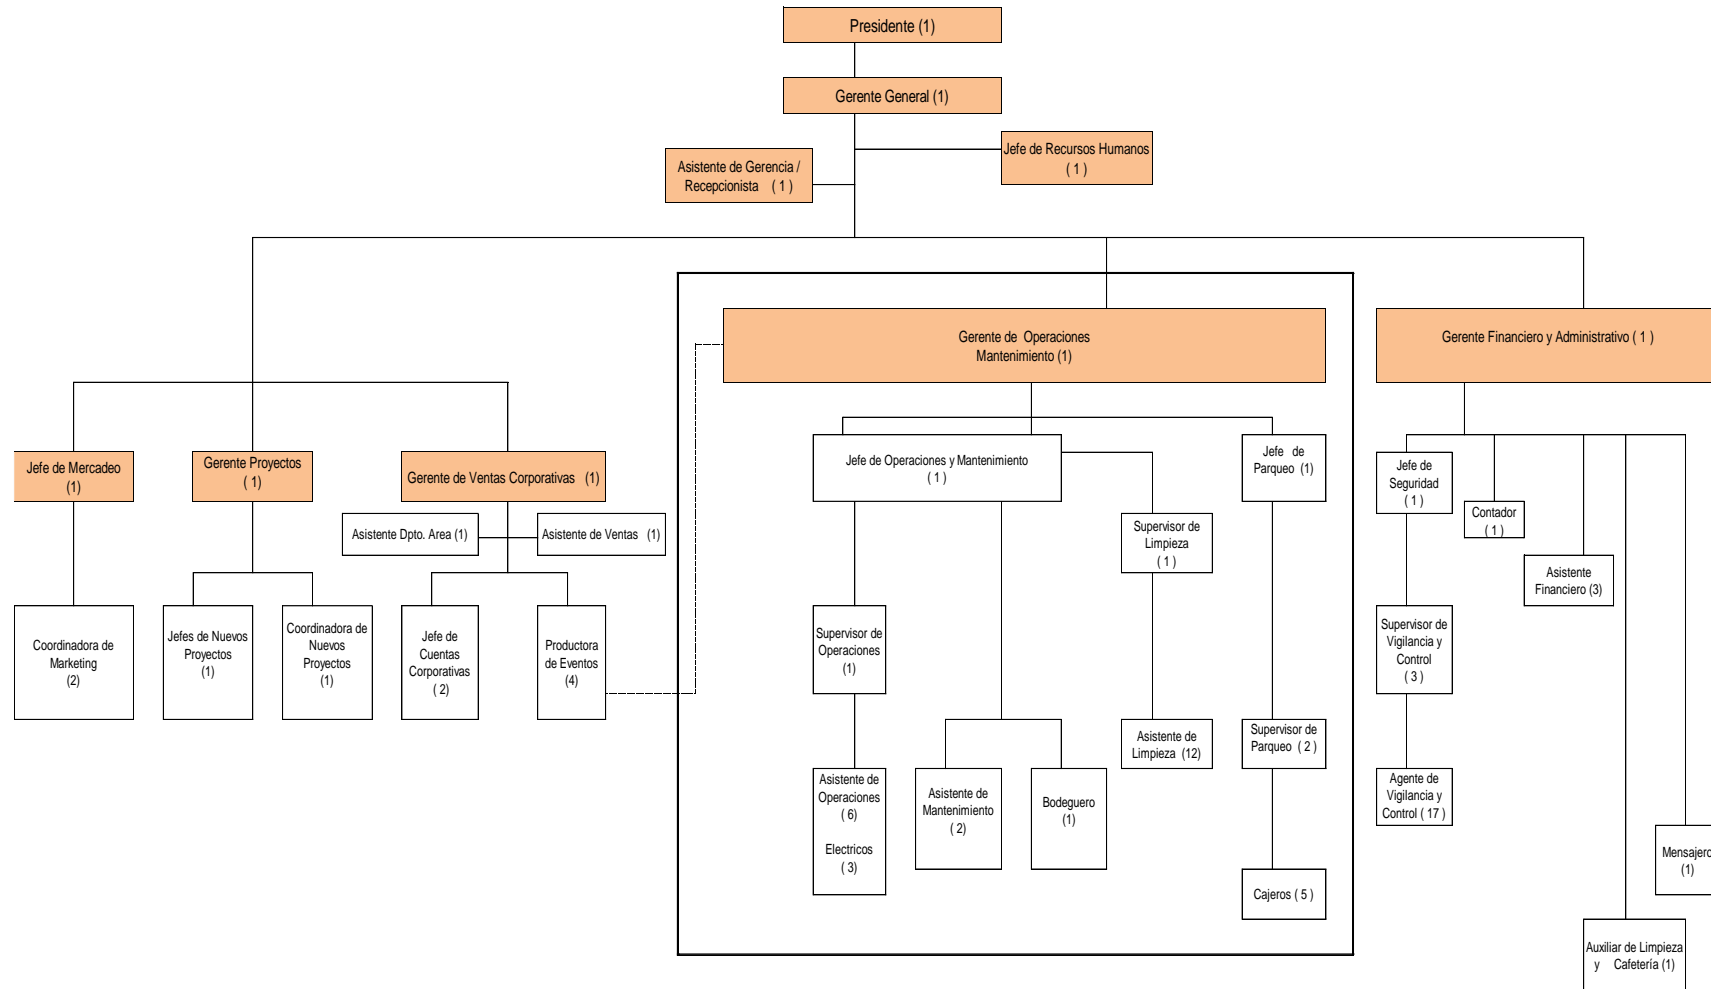 Presidente (1)
Gerente General (1)
Jefe de Recursos Humanos
( 1 )
Asistente de Gerencia /
Recepcionista ( 1 )
Gerente de Operaciones
Mantenimiento (1)
Gerente Financiero y Administrativo ( 1 )
Jefe de Mercadeo
(1)
Gerente Proyectos
( 1)
Gerente de Ventas Corporativas (1)
Asistente Dpto. Area (1)
Asistente de Ventas (1)
Coordinadora de
Marketing
(2)
Jefes de Nuevos
Proyectos
(1)
Coordinadora de
Nuevos
Proyectos
(1)
Jefe de
Cuentas
Corporativas
( 2)
Productora
de Eventos
(4)
Jefe de Operaciones y Mantenimiento
( 1 )
Jefe de
Parqueo (1)
Supervisor de
Limpieza
( 1 )
Supervisor de
Operaciones
(1)
Asistente de
Limpieza (12)
Supervisor de
Parqueo ( 2 )
Asistente de
Operaciones
( 6)
Electricos
( 3)
Asistente de
Mantenimiento
( 2)
Bodeguero
(1)
Cajeros ( 5 )
Jefe de
Seguridad
( 1 )
Contador
( 1 )
Asistente
Financiero (3)
Supervisor de
Vigilancia y
Control
( 3 )
Agente de
Vigilancia y
Control ( 17 )
Mensajero
(1)
Auxiliar de Limpieza
y Cafetería (1)